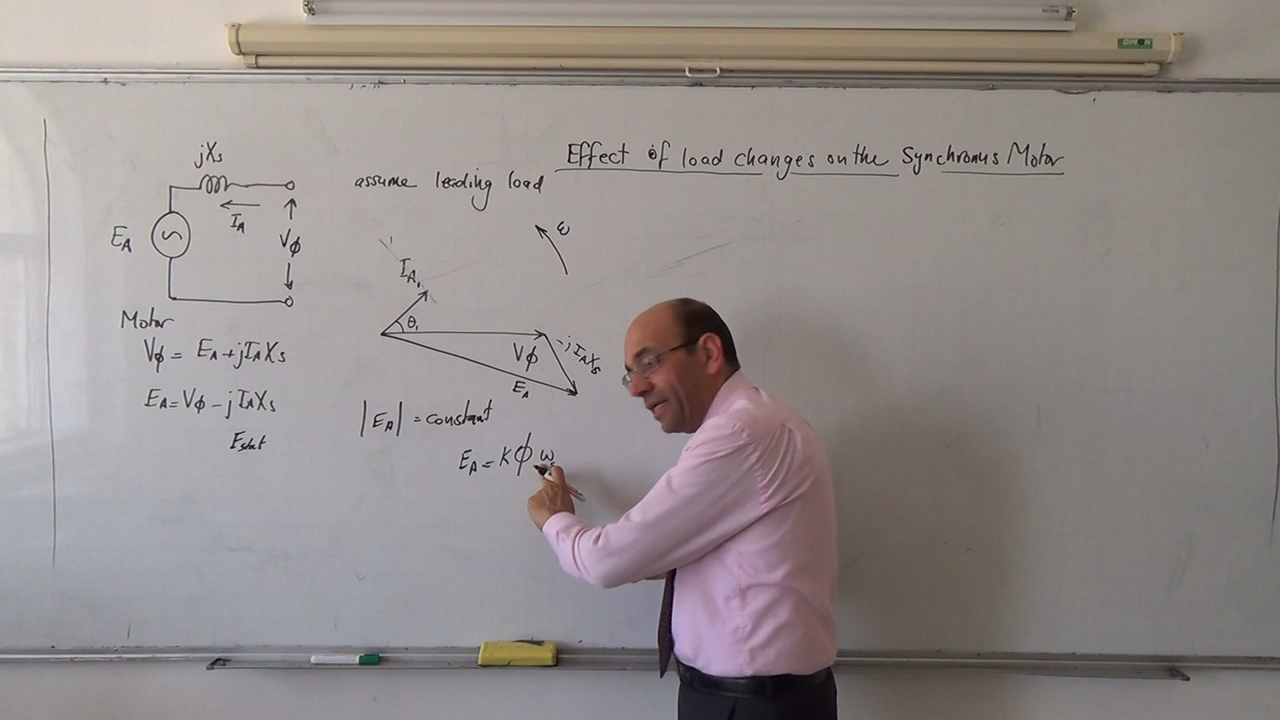 Effect of load changes on the Synchronus Motor
assume leading load
jXs
IA
EA
Vφ
ω
IA1
θ1
Vφ
-jIAXs
EA
Motor
Vφ = EA+jIAXs
EA=Vφ-jIAXs
|EA| = constant
EA = Kφω